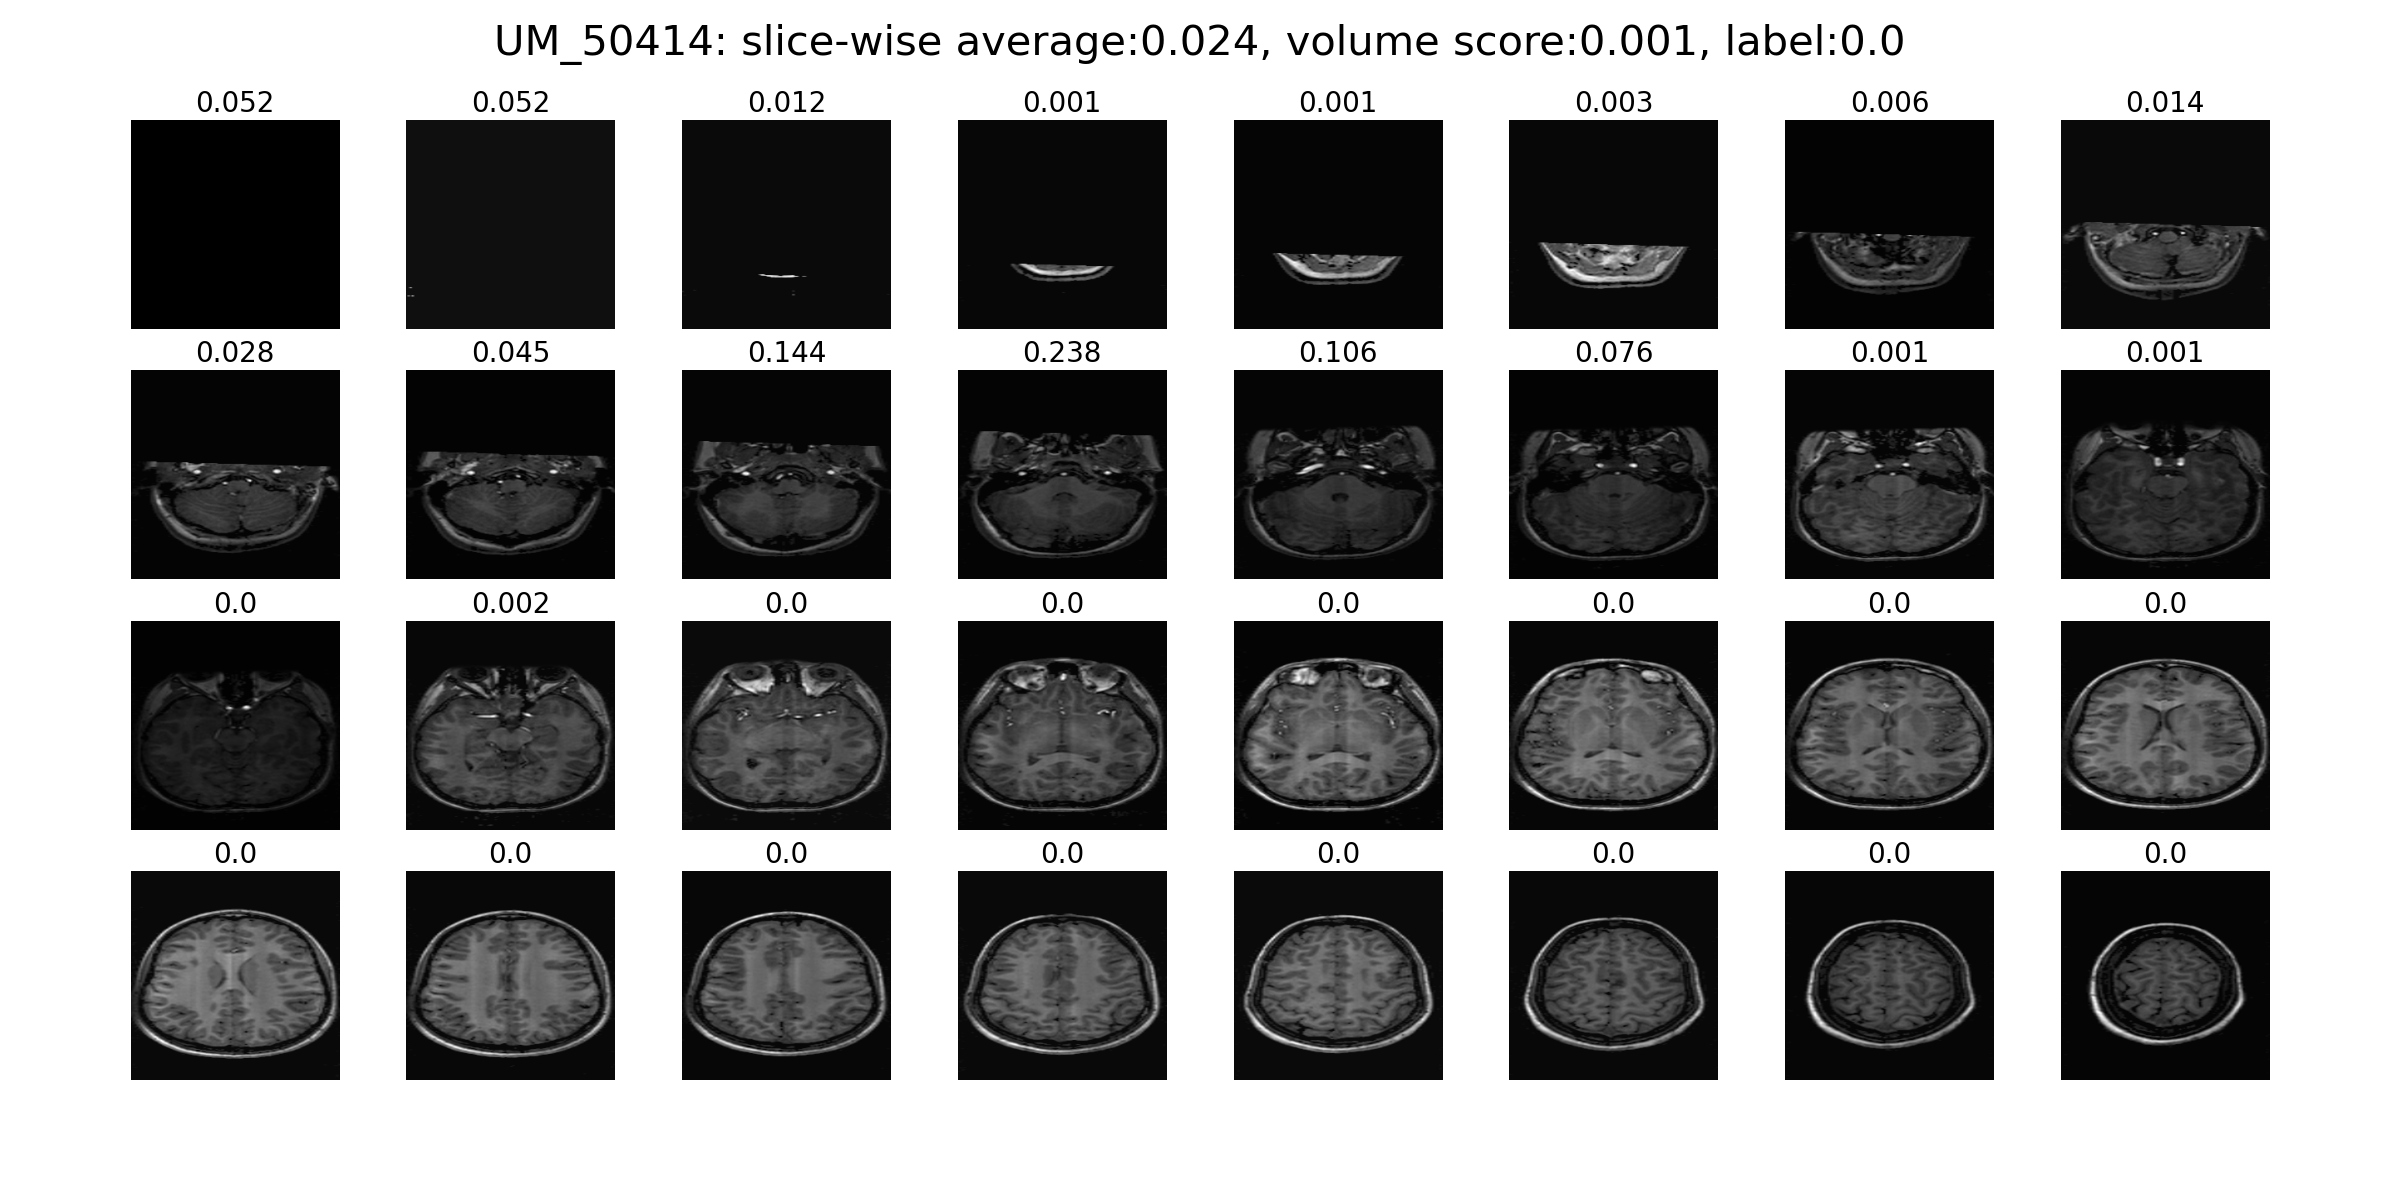 UM_50414: slice-wise average:0.024, volume score:0.001, label:0.0
0.052 0.052 0.012 0.001 0.001 0.003 0.006 0.014
0.028 0.045 0.144 0.238 0.106 0.076 0.001 0.001
0.0 0.002 0.0 0.0 0.0 0.0 0.0 0.0
0.0 0.0 0.0 0.0 0.0 0.0 0.0 0.0